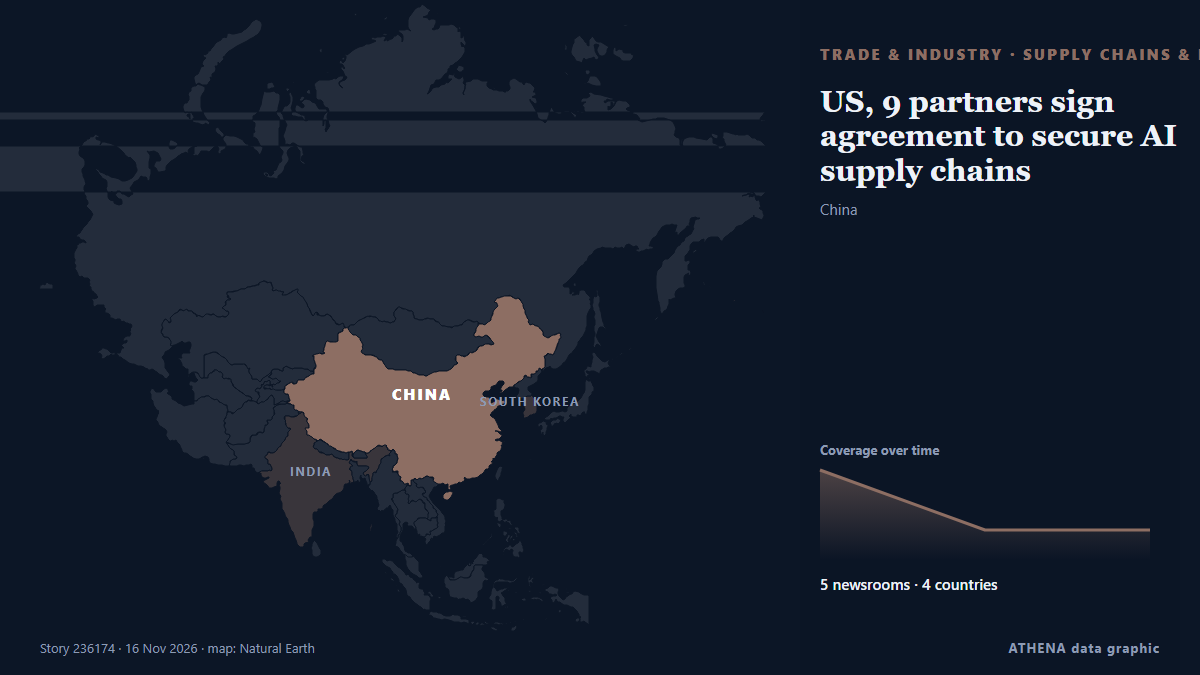 TRADE & INDUSTRY · SUPPLY CHAINS &
US, 9 partners sign
agreement to secure AI
supply chains
China
CHINA
SOUTH KOREA
INDIA
Coverage over time
5 newsrooms · 4 countries
Story 236174 · 16 Nov 2026 · map: Natural Earth
ATHENA data graphic